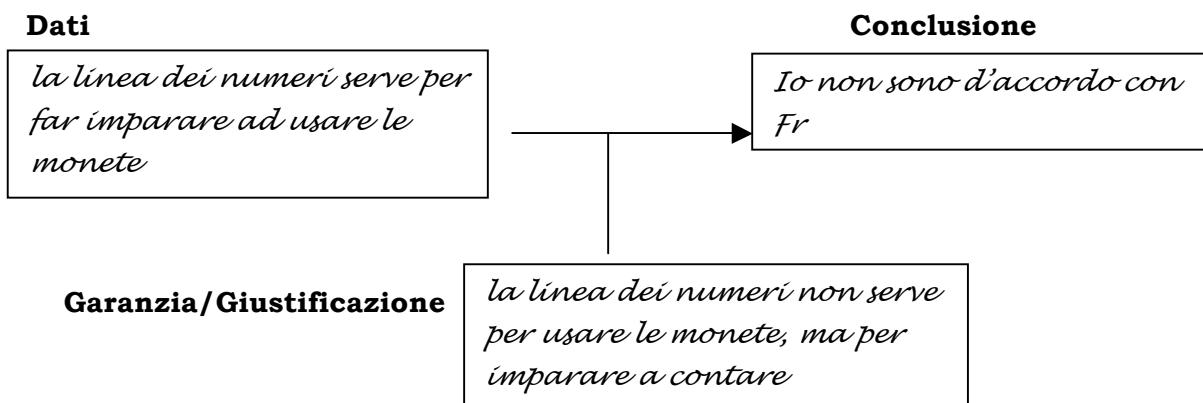 Dati
la linea dei numeri serve per
far imparare ad usare le
monete
Conclusione
Io non sono d'accordo con
Fr
Garanzia/Giustificazione
la linea dei numeri non serve
per usare le monete, ma per
imparare a contare